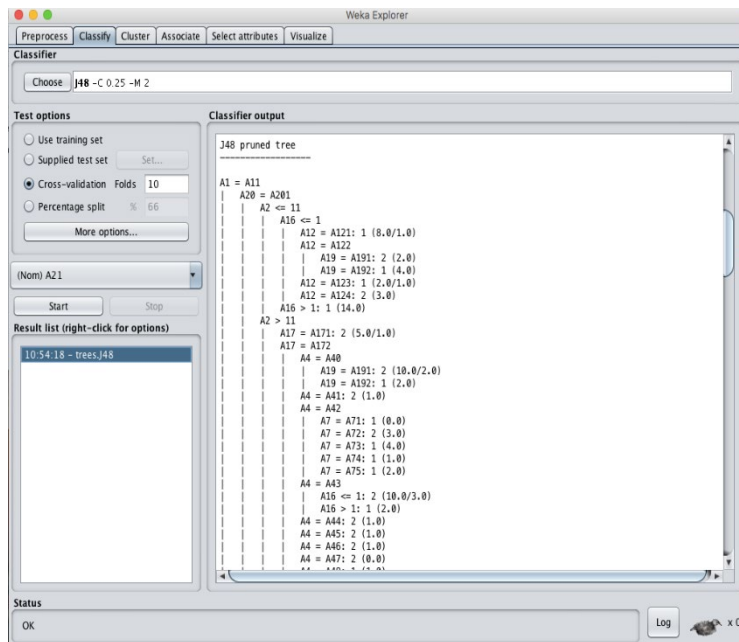 Weka Explorer
Preprocess Classify Cluster Associate Select attributes Visualize
Classifier
Choose J48 -C 0.25 -M 2
Test options
Use training set
Supplied test set Set...
Cross-validation Folds 10
Percentage split % 66
More options...
(Nom) A21
Start Stop
Result list (right-click for options)
10:54:18 - trees.J48
Classifier output
J48 pruned tree
------------------
A1 = A11
| A20 = A201
| | A2 <= 11
| | | A16 <= 1
| | | | A12 = A121: 1 (8.0/1.0)
| | | | A12 = A122
| | | | | A19 = A191: 2 (2.0)
| | | | | A19 = A192: 1 (4.0)
| | | | A12 = A123: 1 (2.0/1.0)
| | | | A12 = A124: 2 (3.0)
| | | A16 > 1: 1 (14.0)
| | A2 > 11
| | | A17 = A171: 2 (5.0/1.0)
| | | A17 = A172
| | | | A4 = A40
| | | | | A19 = A191: 2 (10.0/2.0)
| | | | | A19 = A192: 1 (2.0)
| | | | A4 = A41: 2 (1.0)
| | | | A4 = A42
| | | | | A7 = A71: 1 (0.0)
| | | | | A7 = A72: 2 (3.0)
| | | | | A7 = A73: 1 (4.0)
| | | | | A7 = A74: 1 (1.0)
| | | | | A7 = A75: 1 (2.0)
| | | | A4 = A43
| | | | | A16 <= 1: 2 (10.0/3.0)
| | | | | A16 > 1: 1 (2.0)
| | | | A4 = A44: 2 (1.0)
| | | | A4 = A45: 2 (1.0)
| | | | A4 = A46: 2 (1.0)
| | | | A4 = A47: 2 (0.0)
Status
OK
Log x 0